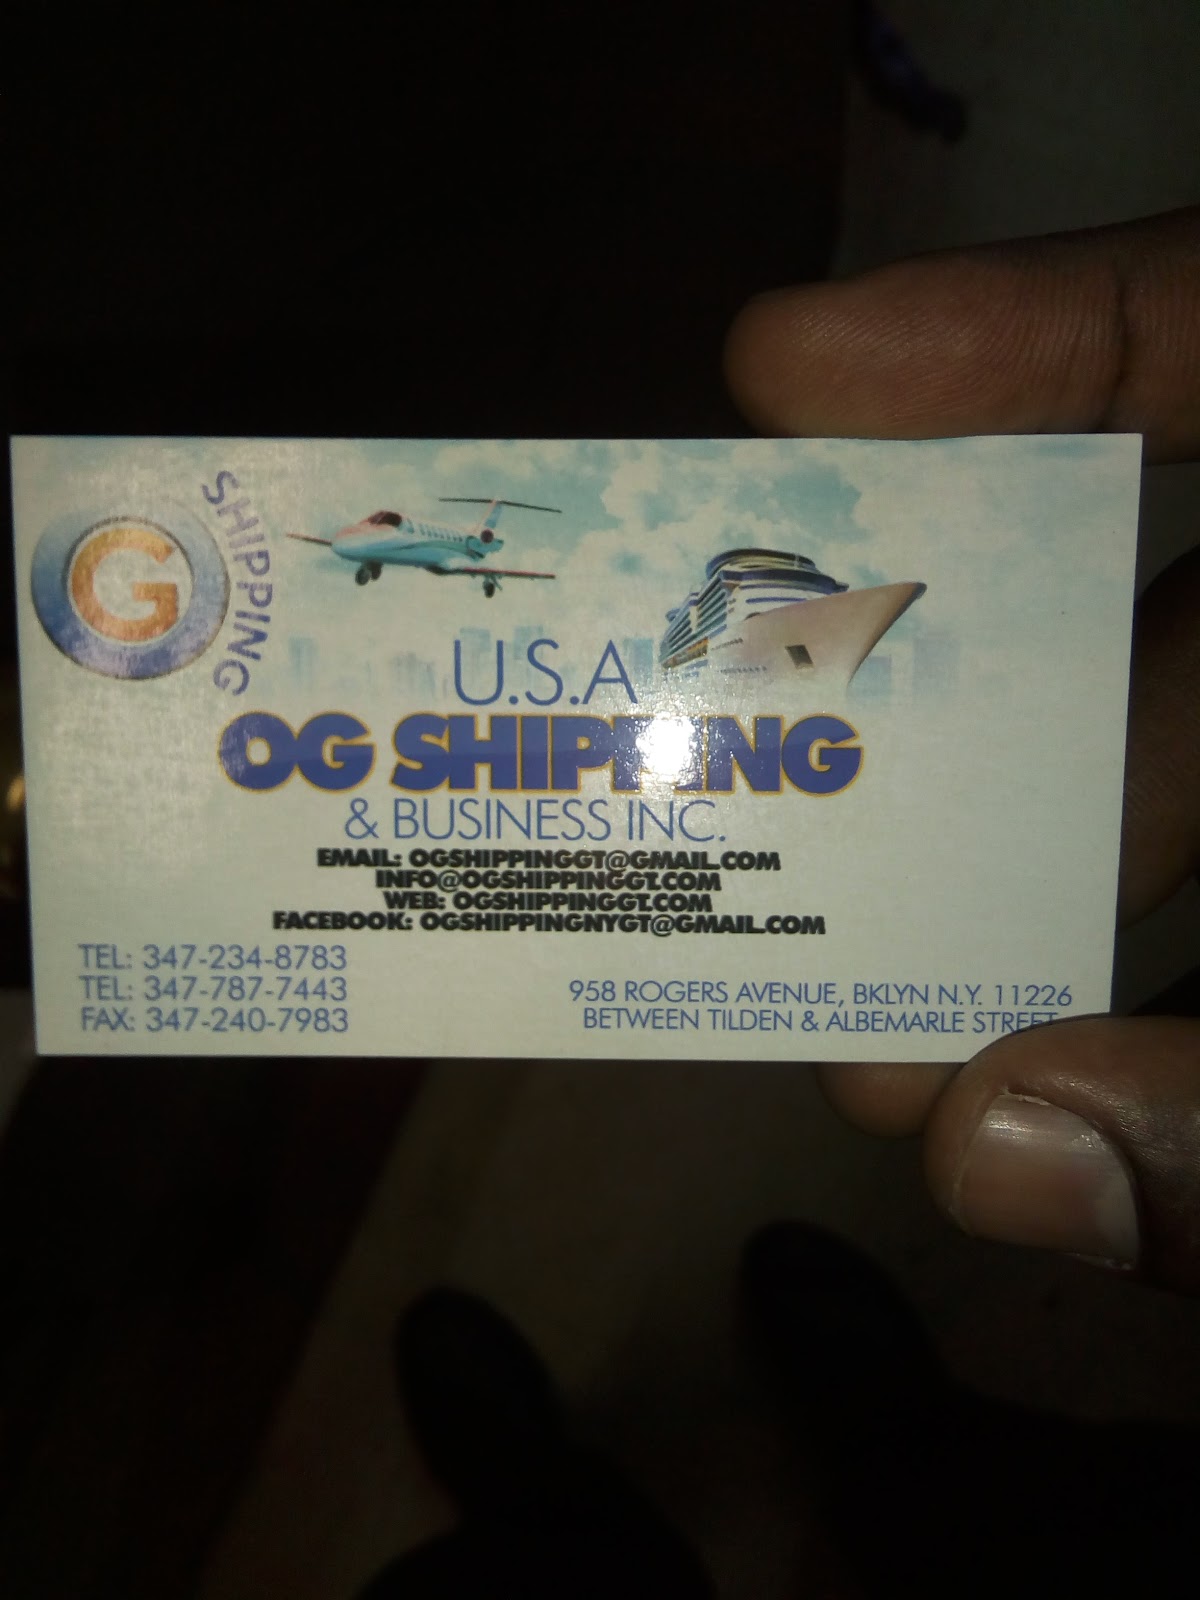 G
SHIPPING
U.S.A
OG SHIPPING
& BUSINESS INC.
EMAIL: OGSHIPPINGGT@GMAIL.COM
INFO@OGSHIPPINGGT.COM
WEB: OGSHIPPINGGT.COM
FACEBOOK: OGSHIPPINGNYGT@GMAIL.COM
TEL: 347-234-8783
TEL: 347-787-7443
FAX: 347-240-7983
958 ROGERS AVENUE, BKLYN N.Y. 11226
BETWEEN TILDEN & ALBEMARLE STREET